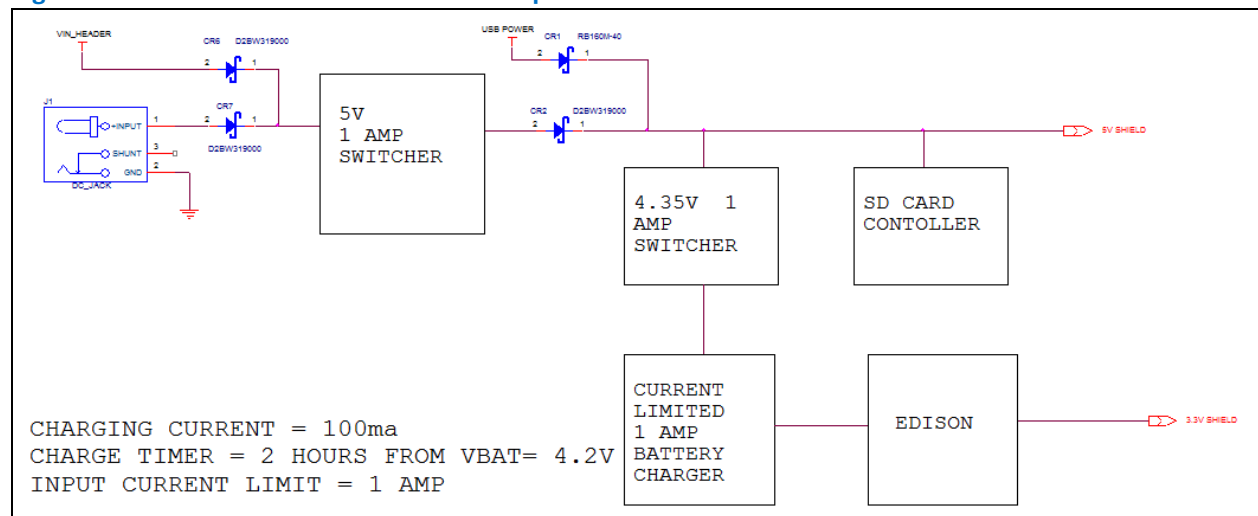 VIN_HEADER
CR6 D2BW319000
2 1
J1
+INPUT 1
SHUNT 3
GND 2
DC_JACK
CR7
2 1
D2BW319000
5V
1 AMP
SWITCHER
USB POWER
CR1 RB160M-40
2 1
CR2 D2BW319000
2 1
5V SHIELD
4.35V 1
AMP
SWITCHER
SD CARD
CONTOLLER
CURRENT
LIMITED
1 AMP
BATTERY
CHARGER
EDISON
3.3V SHIELD
CHARGING CURRENT = 100ma
CHARGE TIMER = 2 HOURS FROM VBAT= 4.2V
INPUT CURRENT LIMIT = 1 AMP